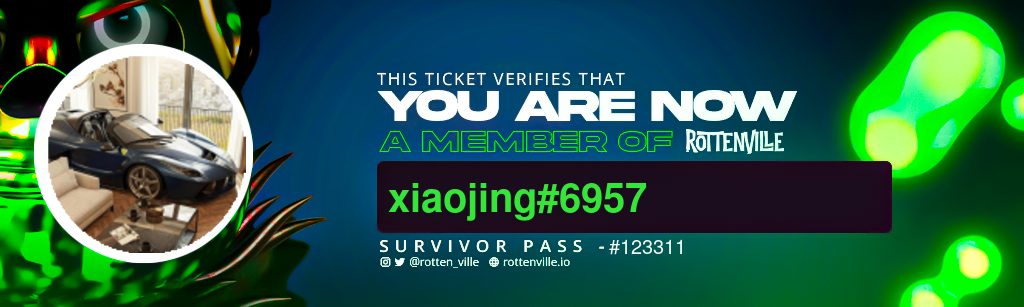 THIS TICKET VERIFIES THAT
YOU ARE NOW
A MEMBER OF ROTTENVILLE
xiaojing#6957
SURVIVOR PASS - #123311
@rotten_ville rottenville.io